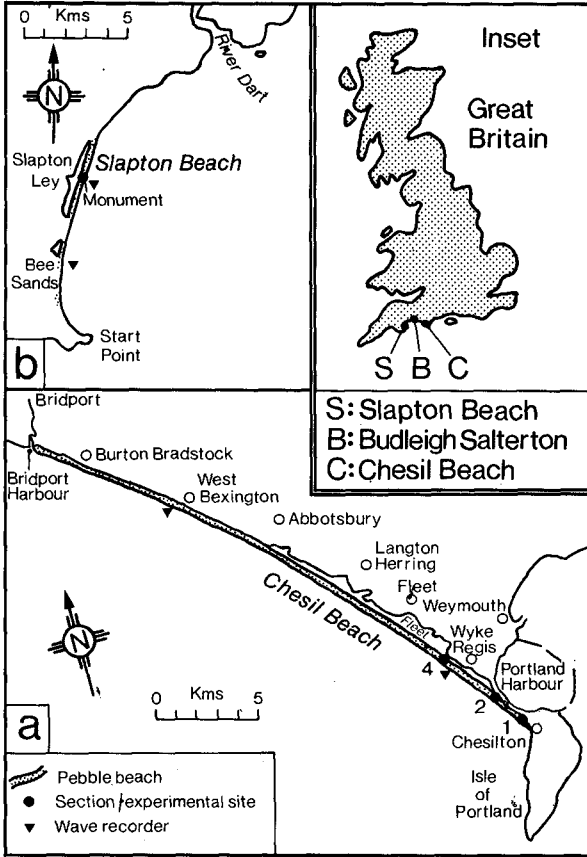 0 Kms 5
River Dart
N
Slapton
Ley
Slapton Beach
Monument
Bee
Sands
Start
Point
b
Inset
Great
Britain
S B C
S: Slapton Beach
B: Budleigh Salterton
C: Chesil Beach
Bridport
Burton Bradstock
Bridport
Harbour
West
Bexington
Abbotsbury
Langton
Herring
Chesil Beach
Fleet
Fleet
Weymouth
Wyke
Regis
4
Portland
Harbour
2
1
Chesilton
Isle
of
Portland
N
Kms
0 5
a
Pebble beach
Section/experimental site
Wave recorder